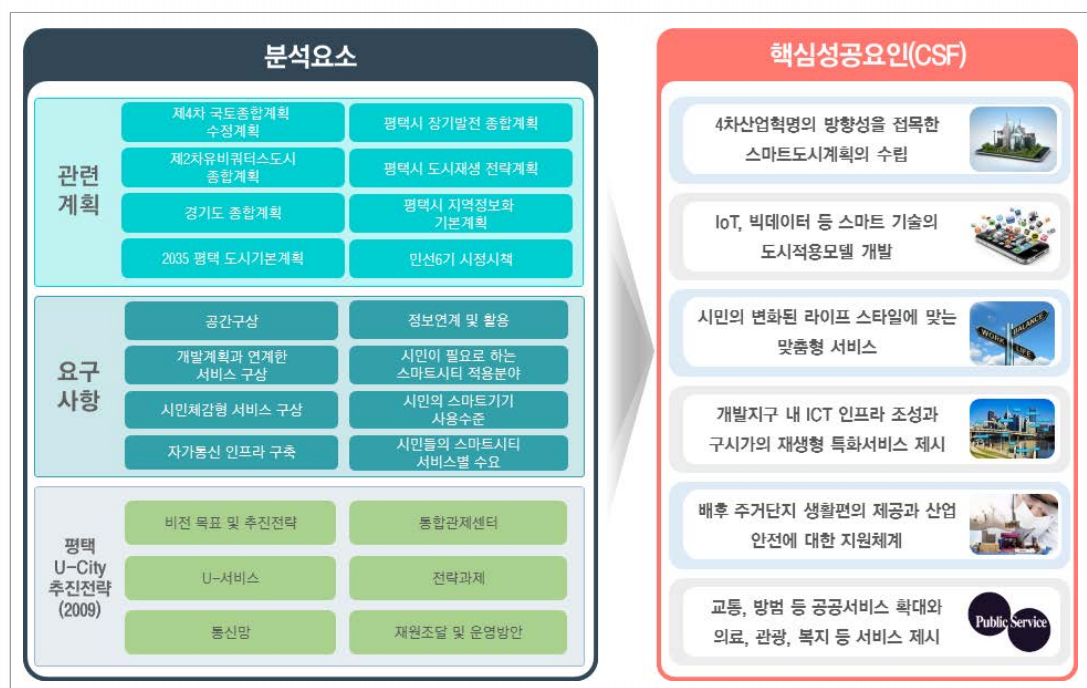 분석요소
관련
계획
제4차 국토종합계획
수정계획
평택시 장기발전 종합계획
제2차유비쿼터스도시
종합계획
평택시 도시재생 전략계획
경기도 종합계획
평택시 지역정보화
기본계획
2035 평택 도시기본계획
민선6기 시정시책
요구
사항
공간구상
정보연계 및 활용
개발계획과 연계한
서비스 구상
시민이 필요로 하는
스마트시티 적용분야
시민체감형 서비스 구상
시민의 스마트기기
사용수준
자가통신 인프라 구축
시민들의 스마트시티
서비스별 수요
평택
U-City
추진전략
(2009)
비전 목표 및 추진전략
통합관제센터
U-서비스
전략과제
통신망
재원조달 및 운영방안
핵심성공요인(CSF)
4차산업혁명의 방향성을 접목한
스마트도시계획의 수립
IoT, 빅데이터 등 스마트 기술의
도시적용모델 개발
시민의 변화된 라이프 스타일에 맞는
맞춤형 서비스
WORK
BALANCE
LIFE
개발지구 내 ICT 인프라 조성과
구시가의 재생형 특화서비스 제시
배후 주거단지 생활편의 제공과 산업
안전에 대한 지원체계
교통, 방범 등 공공서비스 확대와
의료, 관광, 복지 등 서비스 제시
Public Service